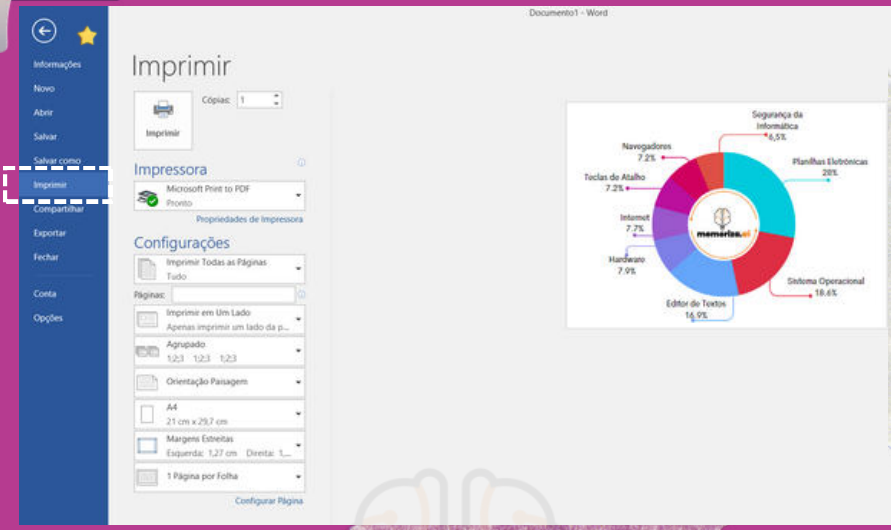 Documento1 - Word
Informações
Novo
Abrir
Salvar
Salvar como
Imprimir
Compartilhar
Exportar
Fechar
Conta
Opções
Imprimir
Cópias: 1
Imprimir
Impressora
Microsoft Print to PDF
Pronto
Propriedades de Impressora
Configurações
Imprimir Todas as Páginas
Tudo
Páginas:
Imprimir em Um Lado
Apenas imprimir um lado da p...
Agrupado
1;2;3 1;2;3 1;2;3
Orientação Paisagem
A4
21 cm x 29,7 cm
Margens Estreitas
Esquerda: 1,27 cm Direita: 1,...
1 Página por Folha
Configurar Página
Segurança da
Informática
6,5%
Navegadores
7.2%
Planilhas Eletrônicas
28%
Teclas de Atalho
7.2%
Internet
7.7%
memorize.ai
Hardware
7.9%
Sistema Operacional
18.6%
Editor de Textos
16.9%